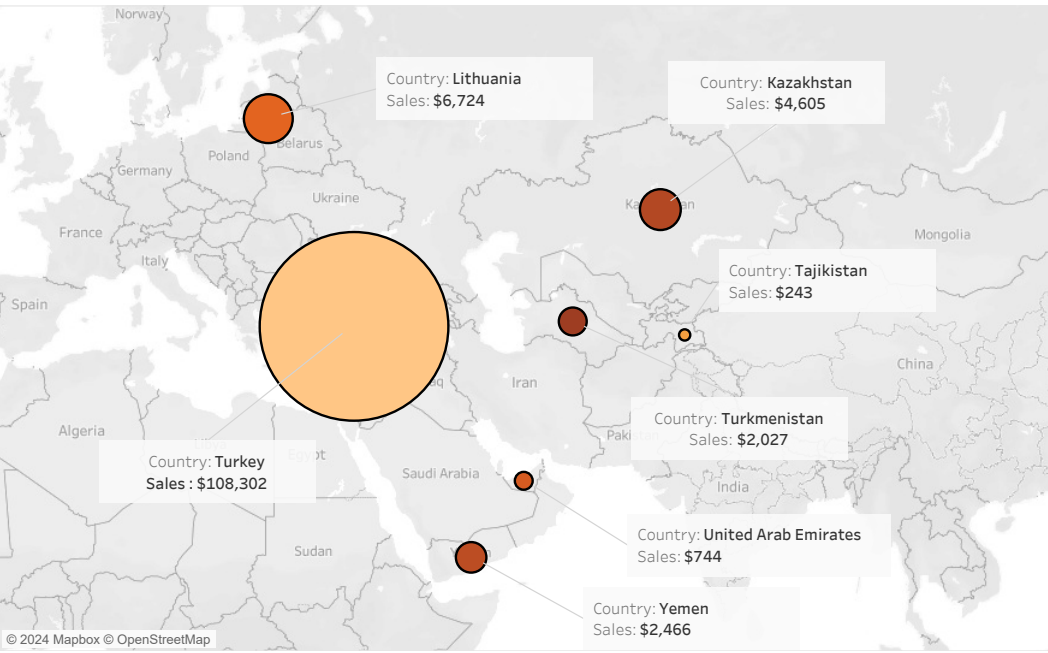 Norway
Country: Lithuania
Sales: $6,724
Country: Kazakhstan
Sales: $4,605
Belarus
Poland
Germany
Ukraine
France
Mongolia
Italy
Country: Tajikistan
Sales: $243
Spain
China
Iran
Country: Turkmenistan
Sales: $2,027
Algeria
Country: Turkey
Sales : $108,302
Egypt
Saudi Arabia
India
Country: United Arab Emirates
Sales: $744
Sudan
Country: Yemen
Sales: $2,466
© 2024 Mapbox © OpenStreetMap